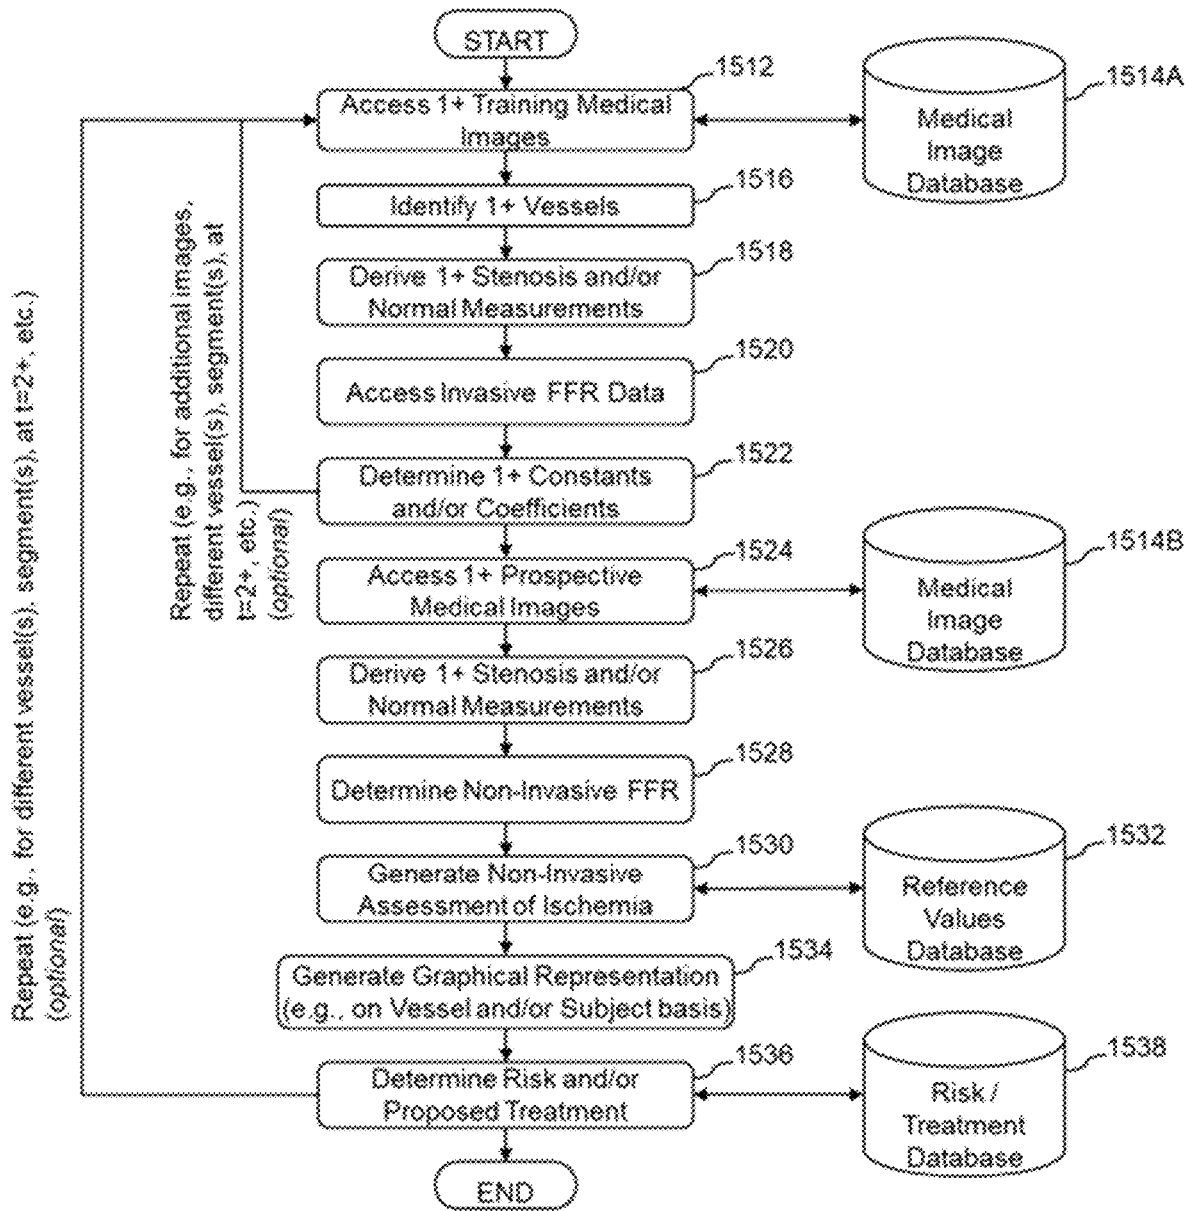 START
1512
Access 1+ Training Medical
Images
1514A
Medical
Image
Database
1516
Identify 1+ Vessels
1518
Derive 1+ Stenosis and/or
Normal Measurements
1520
Access Invasive FFR Data
1522
Determine 1+ Constants
and/or Coefficients
Repeat (e.g., for additional images,
different vessel(s), segment(s), at
t=2+, etc.)
(optional)
1524
Access 1+ Prospective
Medical Images
1514B
Medical
Image
Database
1526
Derive 1+ Stenosis and/or
Normal Measurements
1528
Determine Non-Invasive FFR
1530
Generate Non-Invasive
Assessment of Ischemia
1532
Reference
Values
Database
1534
Generate Graphical Representation
(e.g., on Vessel and/or Subject basis)
1536
Determine Risk and/or
Proposed Treatment
1538
Risk /
Treatment
Database
Repeat (e.g., for different vessel(s), segment(s), at t=2+, etc.)
(optional)
END